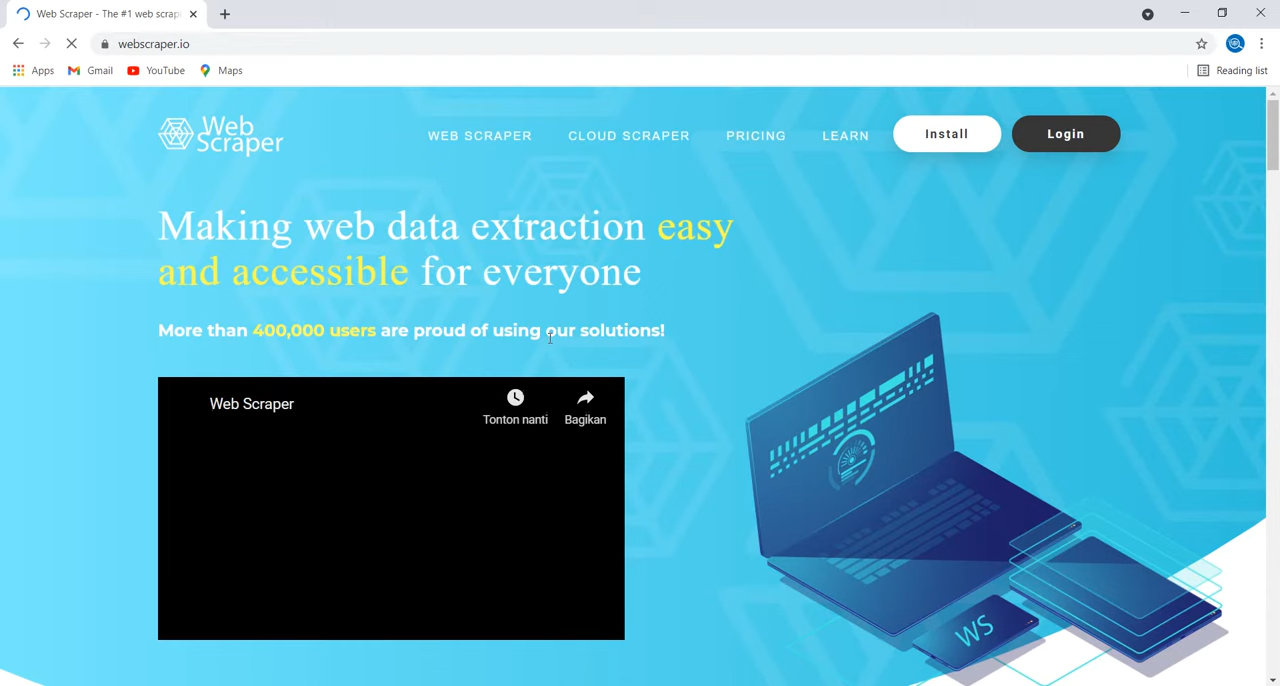 Web Scraper - The #1 web scrap
webscraper.io
Apps Gmail YouTube Maps Reading list
Web Scraper
WEB SCRAPER CLOUD SCRAPER PRICING LEARN Install Login
Making web data extraction easy
and accessible for everyone
More than 400,000 users are proud of using our solutions!
Web Scraper
Tonton nanti Bagikan
WS